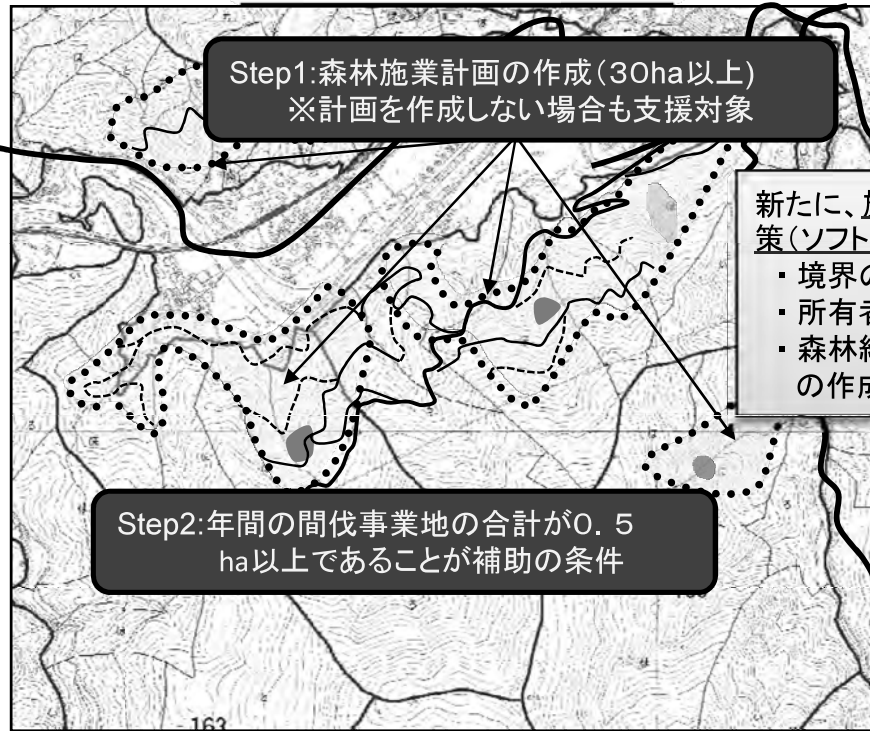 Step1:森林施業計画の作成(30ha以上)
※計画を作成しない場合も支援対象
新たに、
策(ソフト
・境界の
・所有者
・森林
の作成
Step2:年間の間伐事業地の合計が0.5
ha以上であることが補助の条件
163